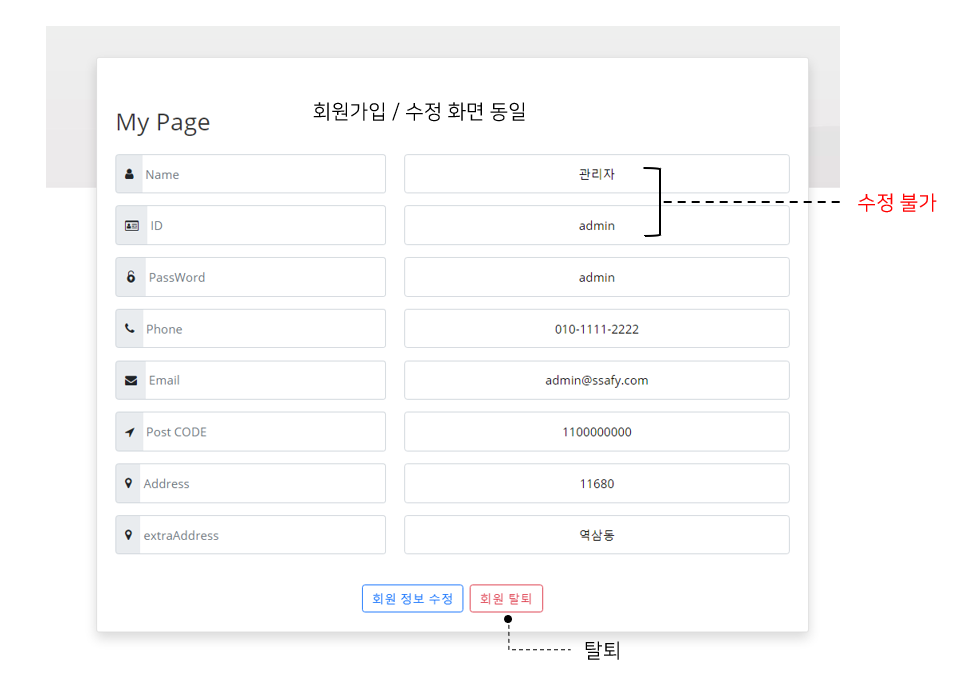 회원가입 / 수정 화면 동일
My Page
Name 관리자
수정 불가
ID admin
PassWord admin
Phone 010-1111-2222
Email admin@ssafy.com
Post CODE 1100000000
Address 11680
extraAddress 역삼동
회원 정보 수정 회원 탈퇴
탈퇴